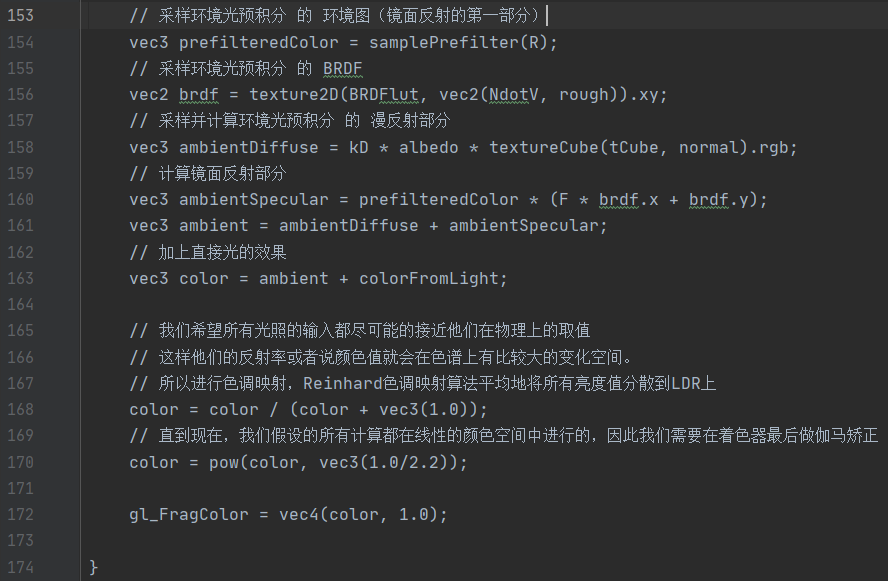 153 // 采样环境光预积分 的 环境图（镜面反射的第一部分）
154 vec3 prefilteredColor = samplePrefilter(R);
155 // 采样环境光预积分 的 BRDF
156 vec2 brdf = texture2D(BRDFlut, vec2(NdotV, rough)).xy;
157 // 采样并计算环境光预积分 的 漫反射部分
158 vec3 ambientDiffuse = kD * albedo * textureCube(tCube, normal).rgb;
159 // 计算镜面反射部分
160 vec3 ambientSpecular = prefilteredColor * (F * brdf.x + brdf.y);
161 vec3 ambient = ambientDiffuse + ambientSpecular;
162 // 加上直接光的效果
163 vec3 color = ambient + colorFromLight;
164
165 // 我们希望所有光照的输入都尽可能的接近他们在物理上的取值
166 // 这样他们的反射率或者说颜色值就会在色谱上有比较大的变化空间。
167 // 所以进行色调映射，Reinhard色调映射算法平均地将所有亮度值分散到LDR上
168 color = color / (color + vec3(1.0));
169 // 直到现在，我们假设的所有计算都在线性的颜色空间中进行的，因此我们需要在着色器最后做伽马矫正
170 color = pow(color, vec3(1.0/2.2));
171
172 gl_FragColor = vec4(color, 1.0);
173
174 }